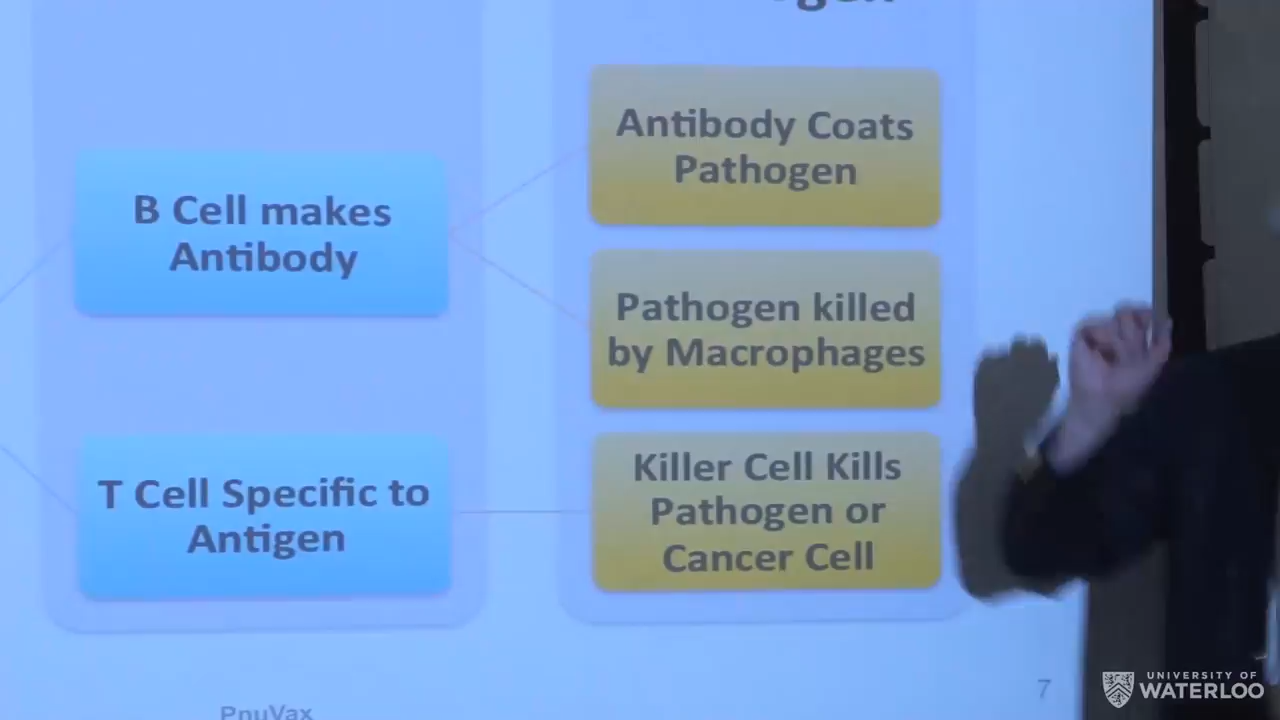 B Cell makes
Antibody
T Cell Specific to
Antigen
Antibody Coats
Pathogen
Pathogen killed
by Macrophages
Killer Cell Kills
Pathogen or
Cancer Cell
PnuVax
7
UNIVERSITY OF
WATERLOO